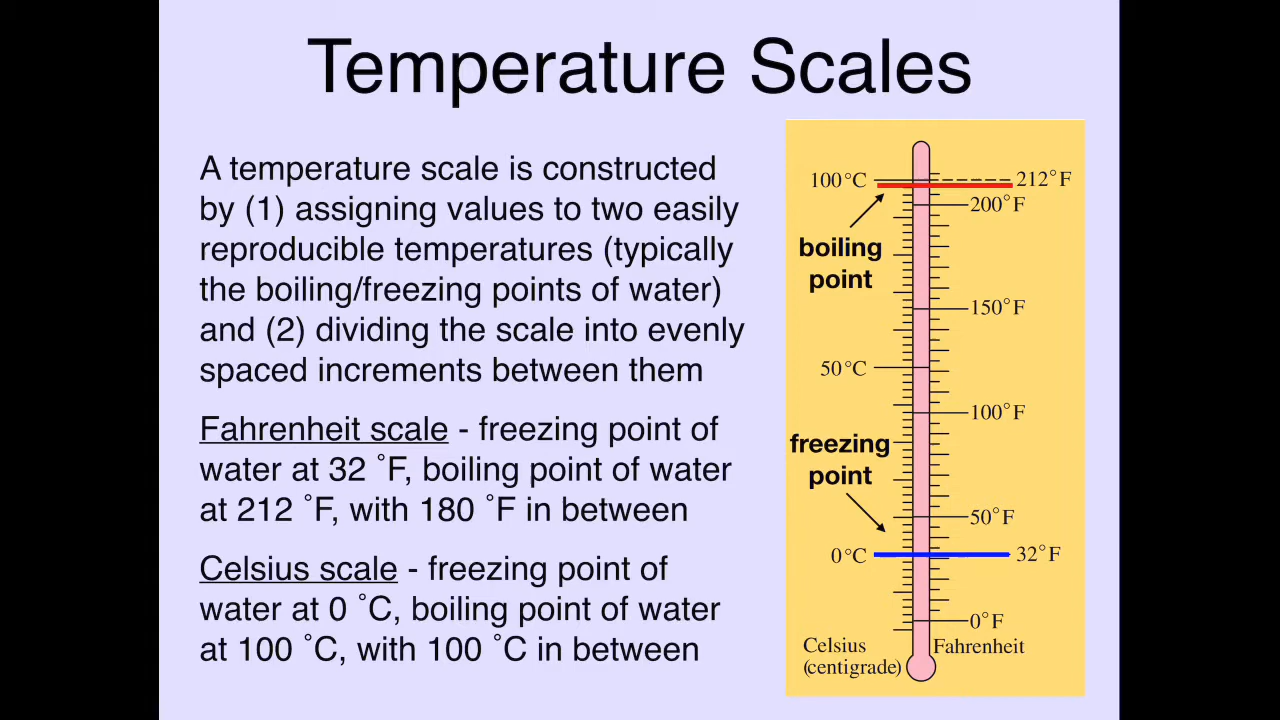 Temperature Scales
A temperature scale is constructed
by (1) assigning values to two easily
reproducible temperatures (typically
the boiling/freezing points of water)
and (2) dividing the scale into evenly
spaced increments between them
Fahrenheit scale - freezing point of
water at 32 ˚F, boiling point of water
at 212 ˚F, with 180 ˚F in between
Celsius scale - freezing point of
water at 0 ˚C, boiling point of water
at 100 ˚C, with 100 ˚C in between
100°C
212°F
200°F
boiling
point
150°F
50°C
100°F
freezing
point
50°F
0°C
32°F
0°F
Celsius
(centigrade)
Fahrenheit